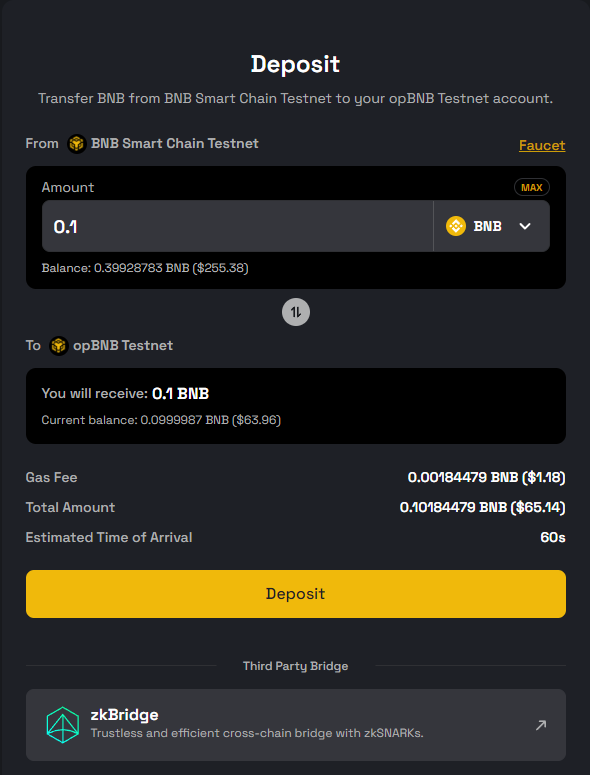 Deposit
Transfer BNB from BNB Smart Chain Testnet to your opBNB Testnet account.
From BNB Smart Chain Testnet Faucet
Amount MAX
0.1 BNB
Balance: 0.39928783 BNB ($255.38)
To opBNB Testnet
You will receive: 0.1 BNB
Current balance: 0.0999987 BNB ($63.96)
Gas Fee 0.00184479 BNB ($1.18)
Total Amount 0.10184479 BNB ($65.14)
Estimated Time of Arrival 60s
Deposit
Third Party Bridge
zkBridge
Trustless and efficient cross-chain bridge with zkSNARKs.